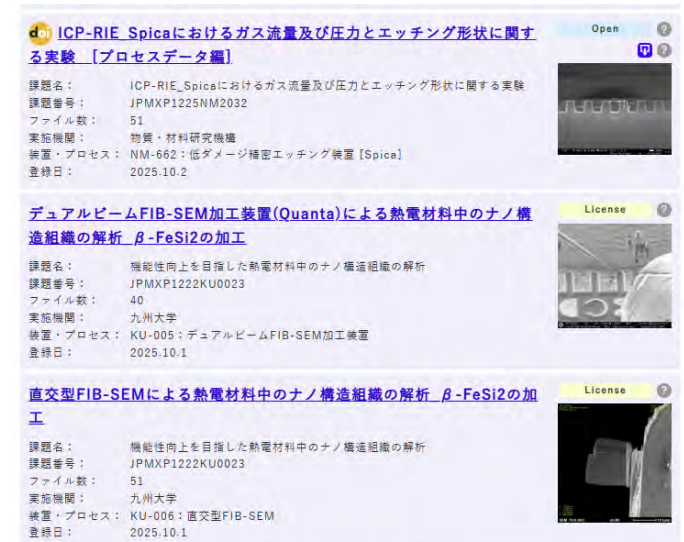 doi ICP-RIE_Spicaにおけるガス流量及び圧力とエッチング形状に関す
る実験　[プロセスデータ編]
Open
課題名： ICP-RIE_Spicaにおけるガス流量及び圧力とエッチング形状に関する実験
課題番号： JPMXP1225NM2032
ファイル数： 51
実施機関： 物質・材料研究機構
装置・プロセス： NM-662：低ダメージ精密エッチング装置 [Spica]
登録日： 2025.10.2
デュアルビームFIB-SEM加工装置(Quanta)による熱電材料中のナノ構
造組織の解析_β-FeSi2の加工
License
課題名： 機能性向上を目指した熱電材料中のナノ構造組織の解析
課題番号： JPMXP1222KU0023
ファイル数： 40
実施機関： 九州大学
装置・プロセス： KU-005：デュアルビームFIB-SEM加工装置
登録日： 2025.10.1
直交型FIB-SEMによる熱電材料中のナノ構造組織の解析_β-FeSi2の加
工
License
課題名： 機能性向上を目指した熱電材料中のナノ構造組織の解析
課題番号： JPMXP1222KU0023
ファイル数： 51
実施機関： 九州大学
装置・プロセス： KU-006：直交型FIB-SEM
登録日： 2025.10.1